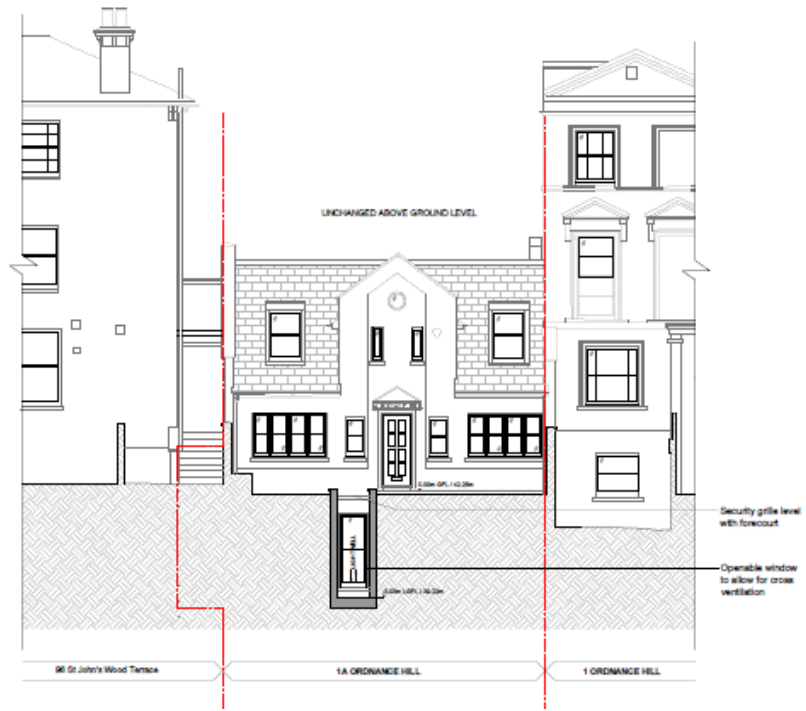 UNCHANGED ABOVE GROUND LEVEL
Security grille level
with forecourt
LIGHTWELL
Openable window
to allow for cross
ventilation
96 St John's Wood Terrace
1A ORDNANCE HILL
1 ORDNANCE HILL